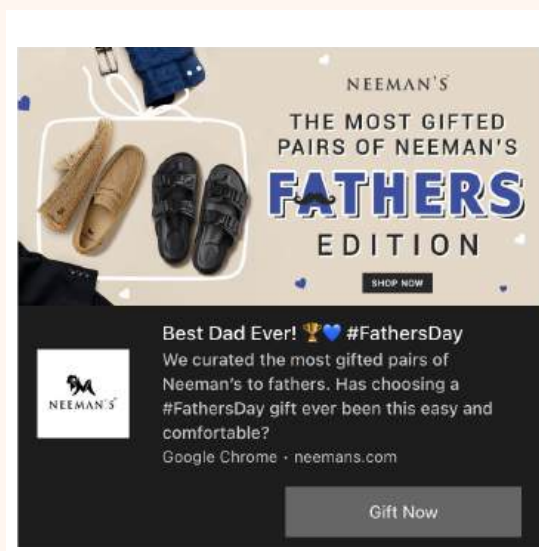 NEEMAN'S
THE MOST GIFTED
PAIRS OF NEEMAN'S
FATHERS
EDITION
SHOP NOW
Best Dad Ever! 🏆💙 #FathersDay
We curated the most gifted pairs of
Neeman's to fathers. Has choosing a
#FathersDay gift ever been this easy and
comfortable?
Google Chrome • neemans.com
NEEMAN'S
Gift Now